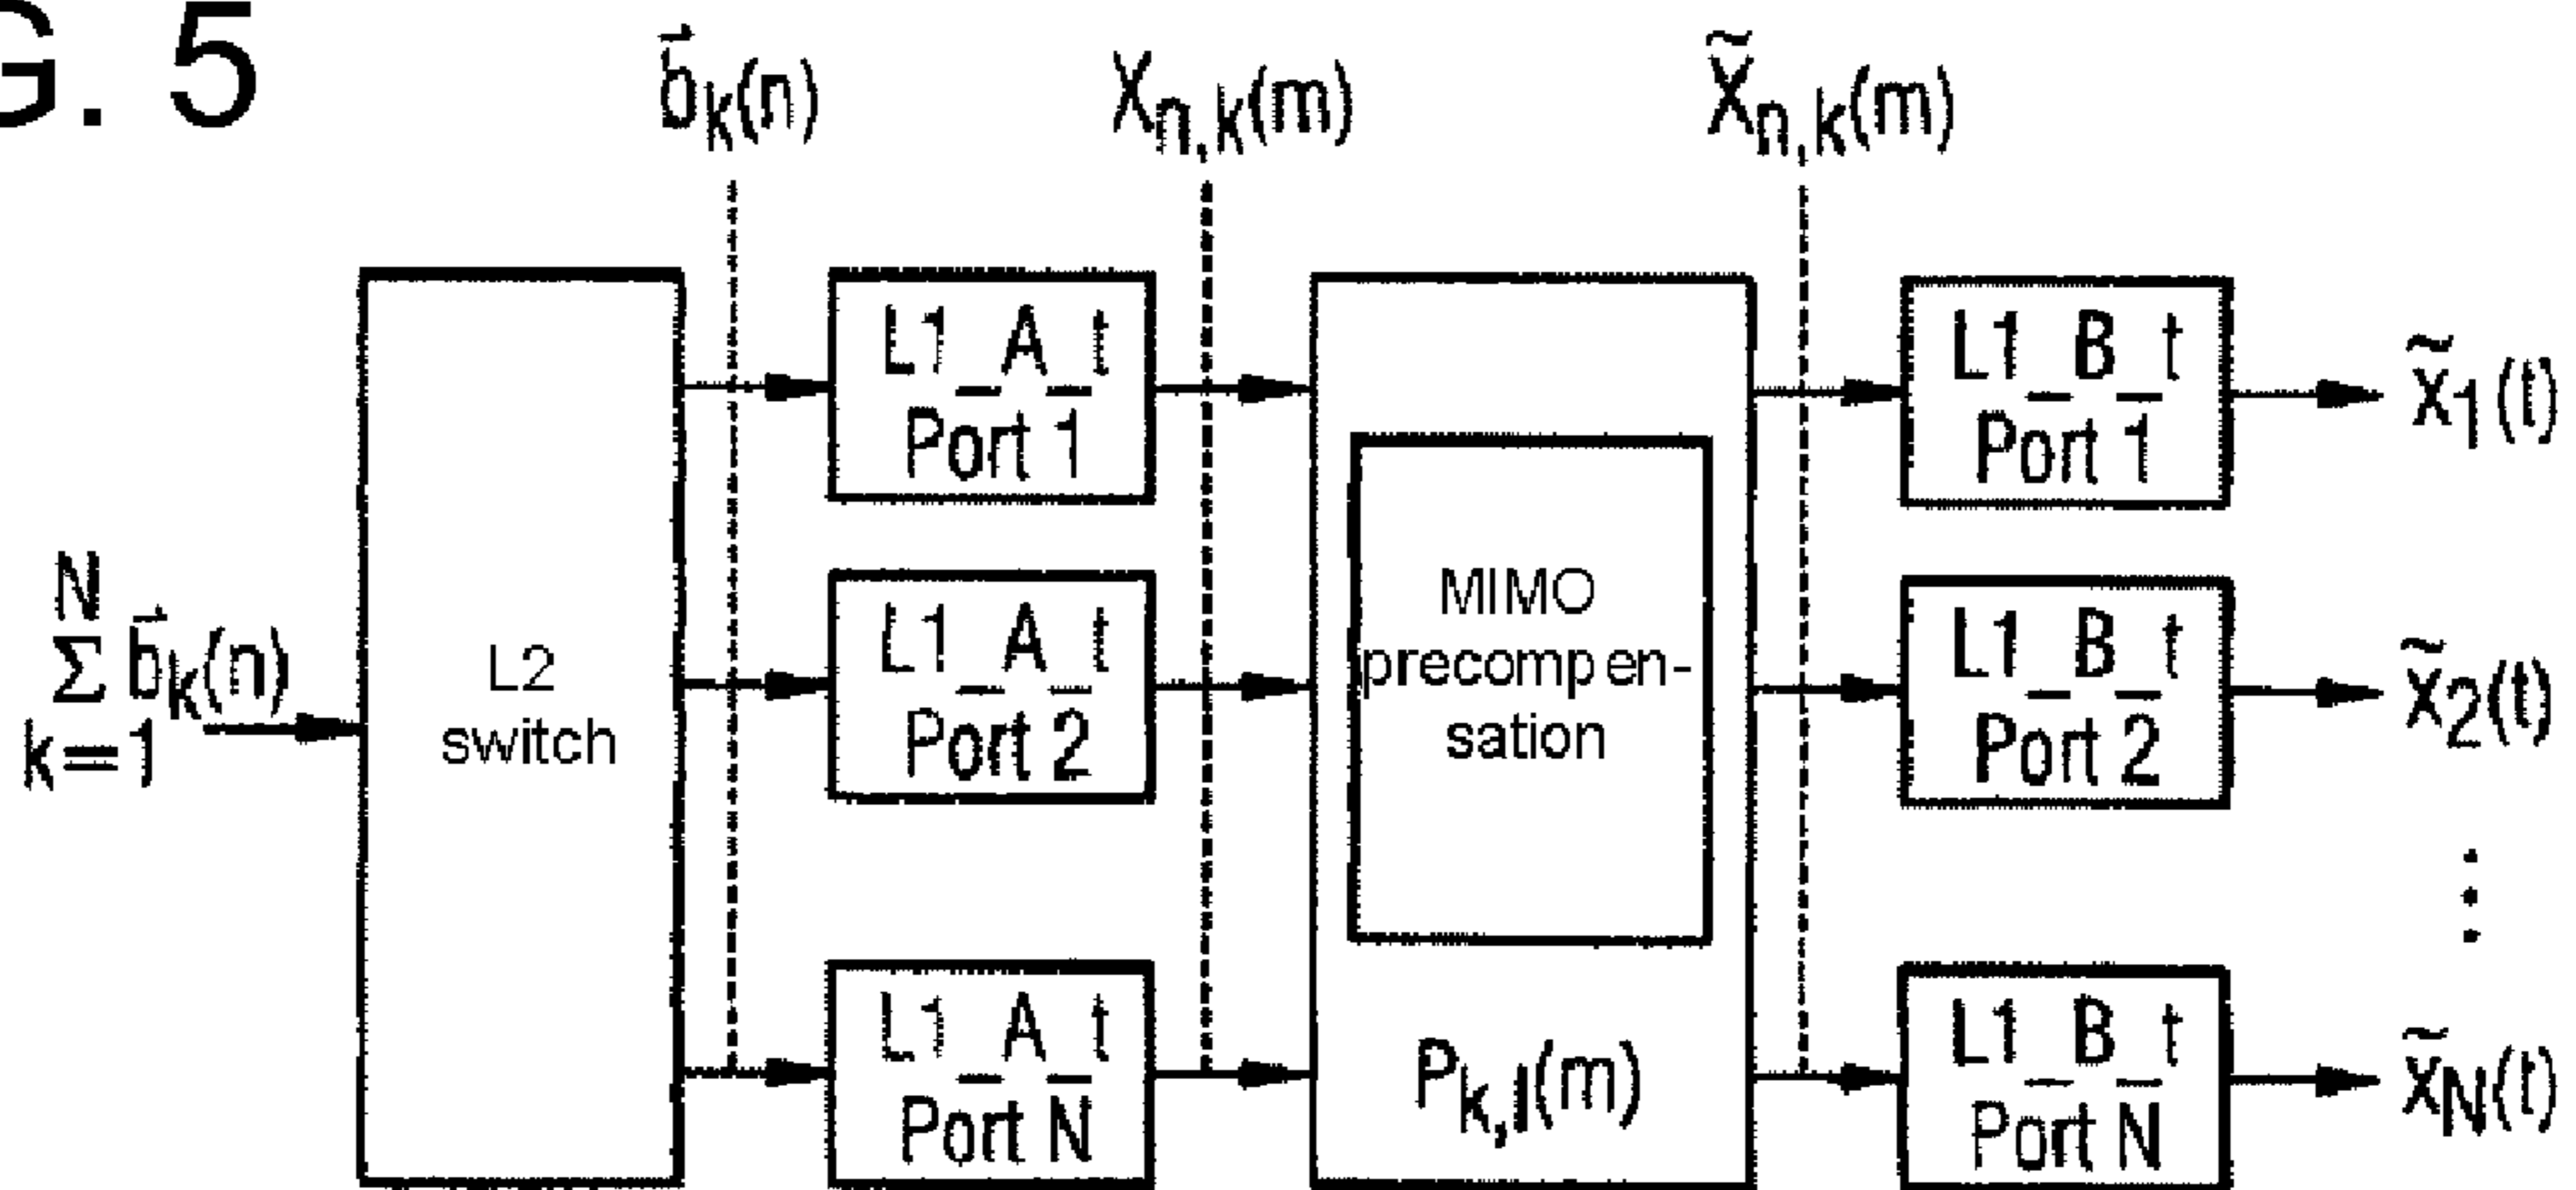 G. 5
b⃗k(n)
Xn,k(m)
X̃n,k(m)
N
Σ b⃗k(n)
k=1
L2
switch
L1_A_t
Port 1
L1_A_t
Port 2
L1_A_t
Port N
MIMO
precompen-
sation
Pk,l(m)
L1_B_t
Port 1
L1_B_t
Port 2
L1_B_t
Port N
x̃1(t)
x̃2(t)
x̃N(t)